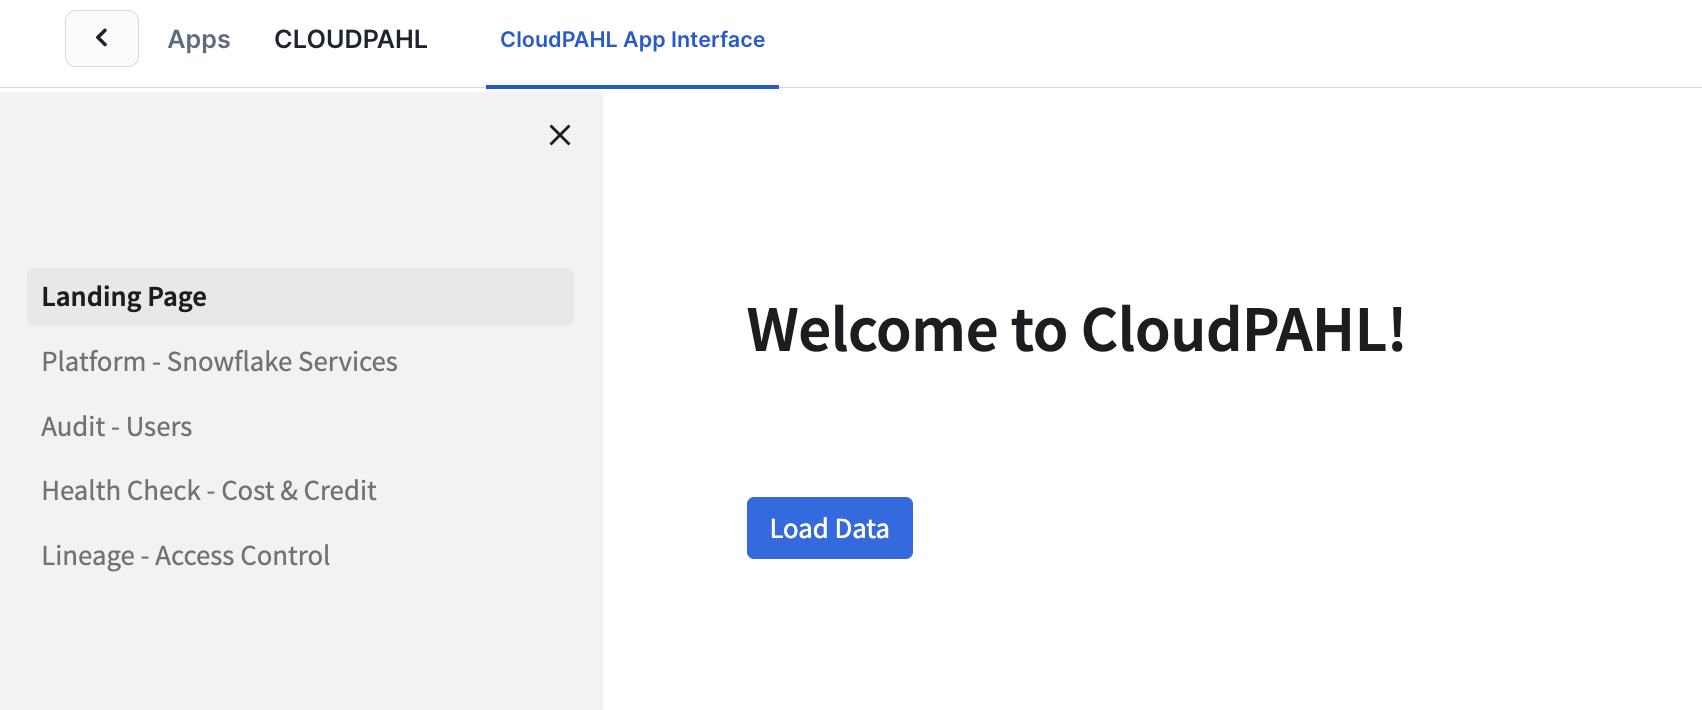 Apps CLOUDPAHL CloudPAHL App Interface
Landing Page
Platform - Snowflake Services
Audit - Users
Health Check - Cost & Credit
Lineage - Access Control
Welcome to CloudPAHL!
Load Data